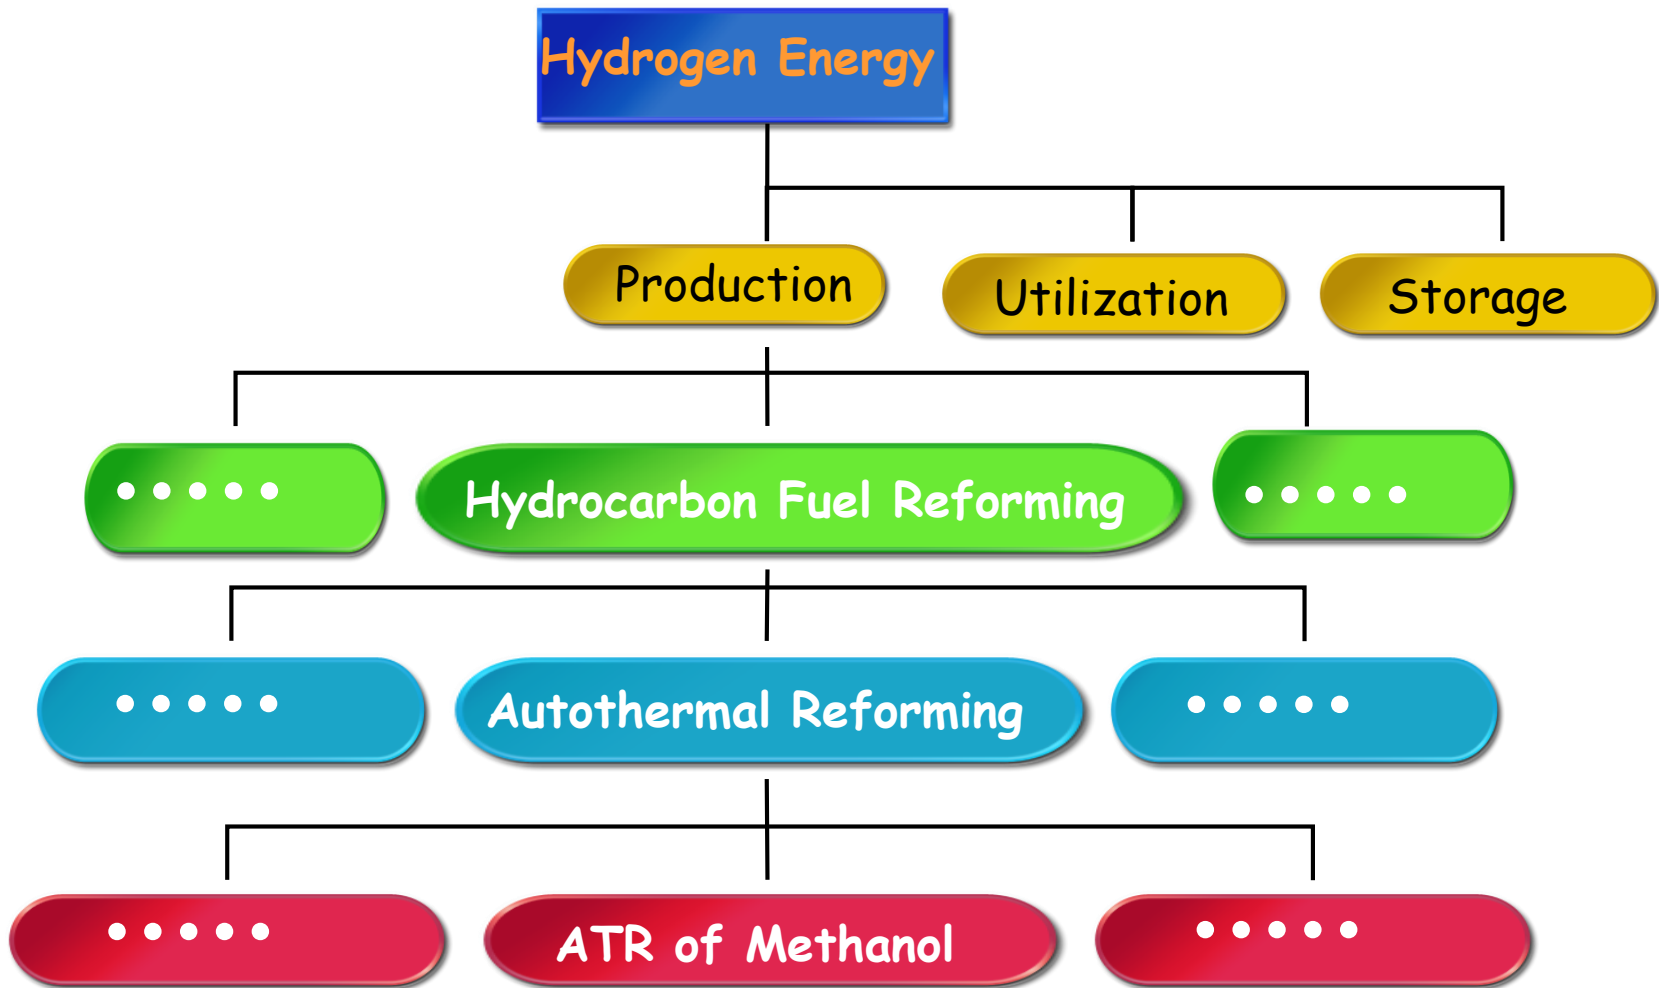 Hydrogen Energy
Production
Utilization
Storage
.....
Hydrocarbon Fuel Reforming
.....
.....
Autothermal Reforming
.....
.....
ATR of Methanol
.....